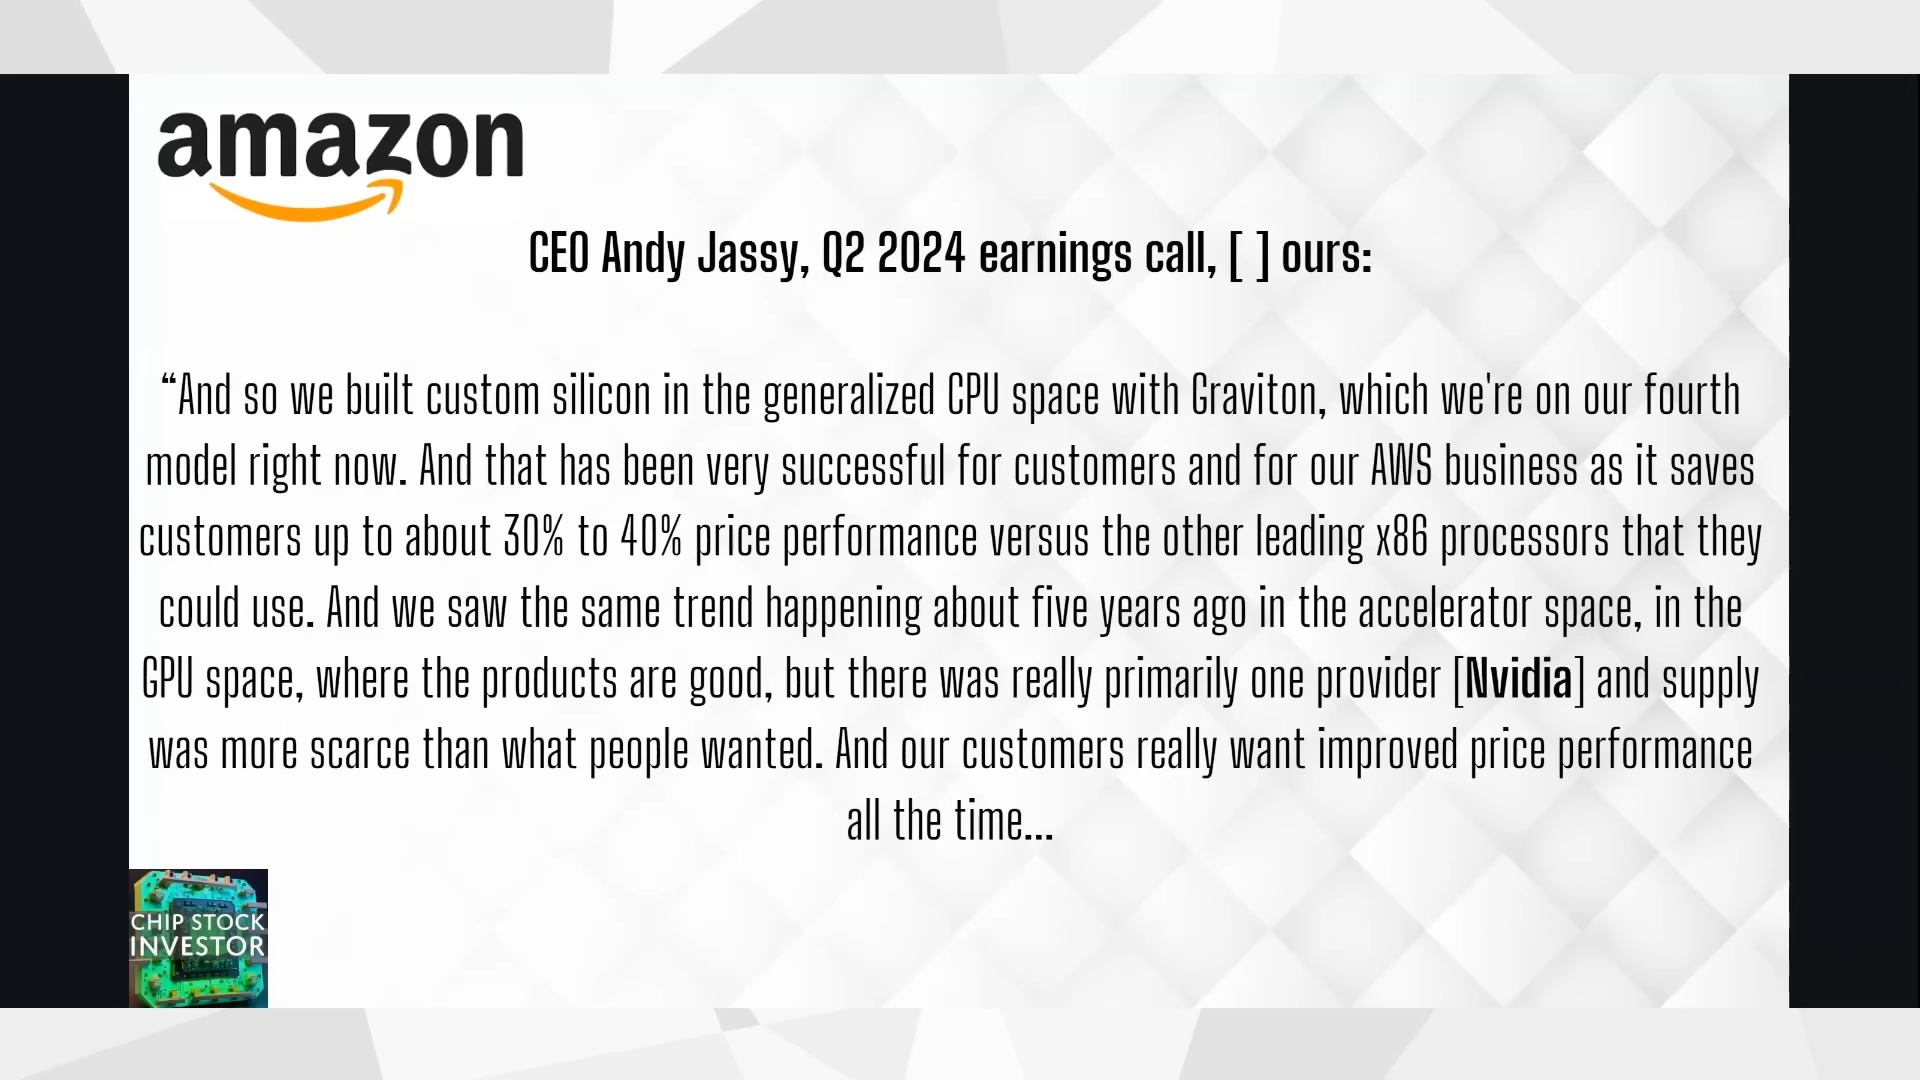 amazon
CEO Andy Jassy, Q2 2024 earnings call, [ ] ours:
“And so we built custom silicon in the generalized CPU space with Graviton, which we're on our fourth
model right now. And that has been very successful for customers and for our AWS business as it saves
customers up to about 30% to 40% price performance versus the other leading x86 processors that they
could use. And we saw the same trend happening about five years ago in the accelerator space, in the
GPU space, where the products are good, but there was really primarily one provider [Nvidia] and supply
was more scarce than what people wanted. And our customers really want improved price performance
all the time...
CHIP STOCK
INVESTOR